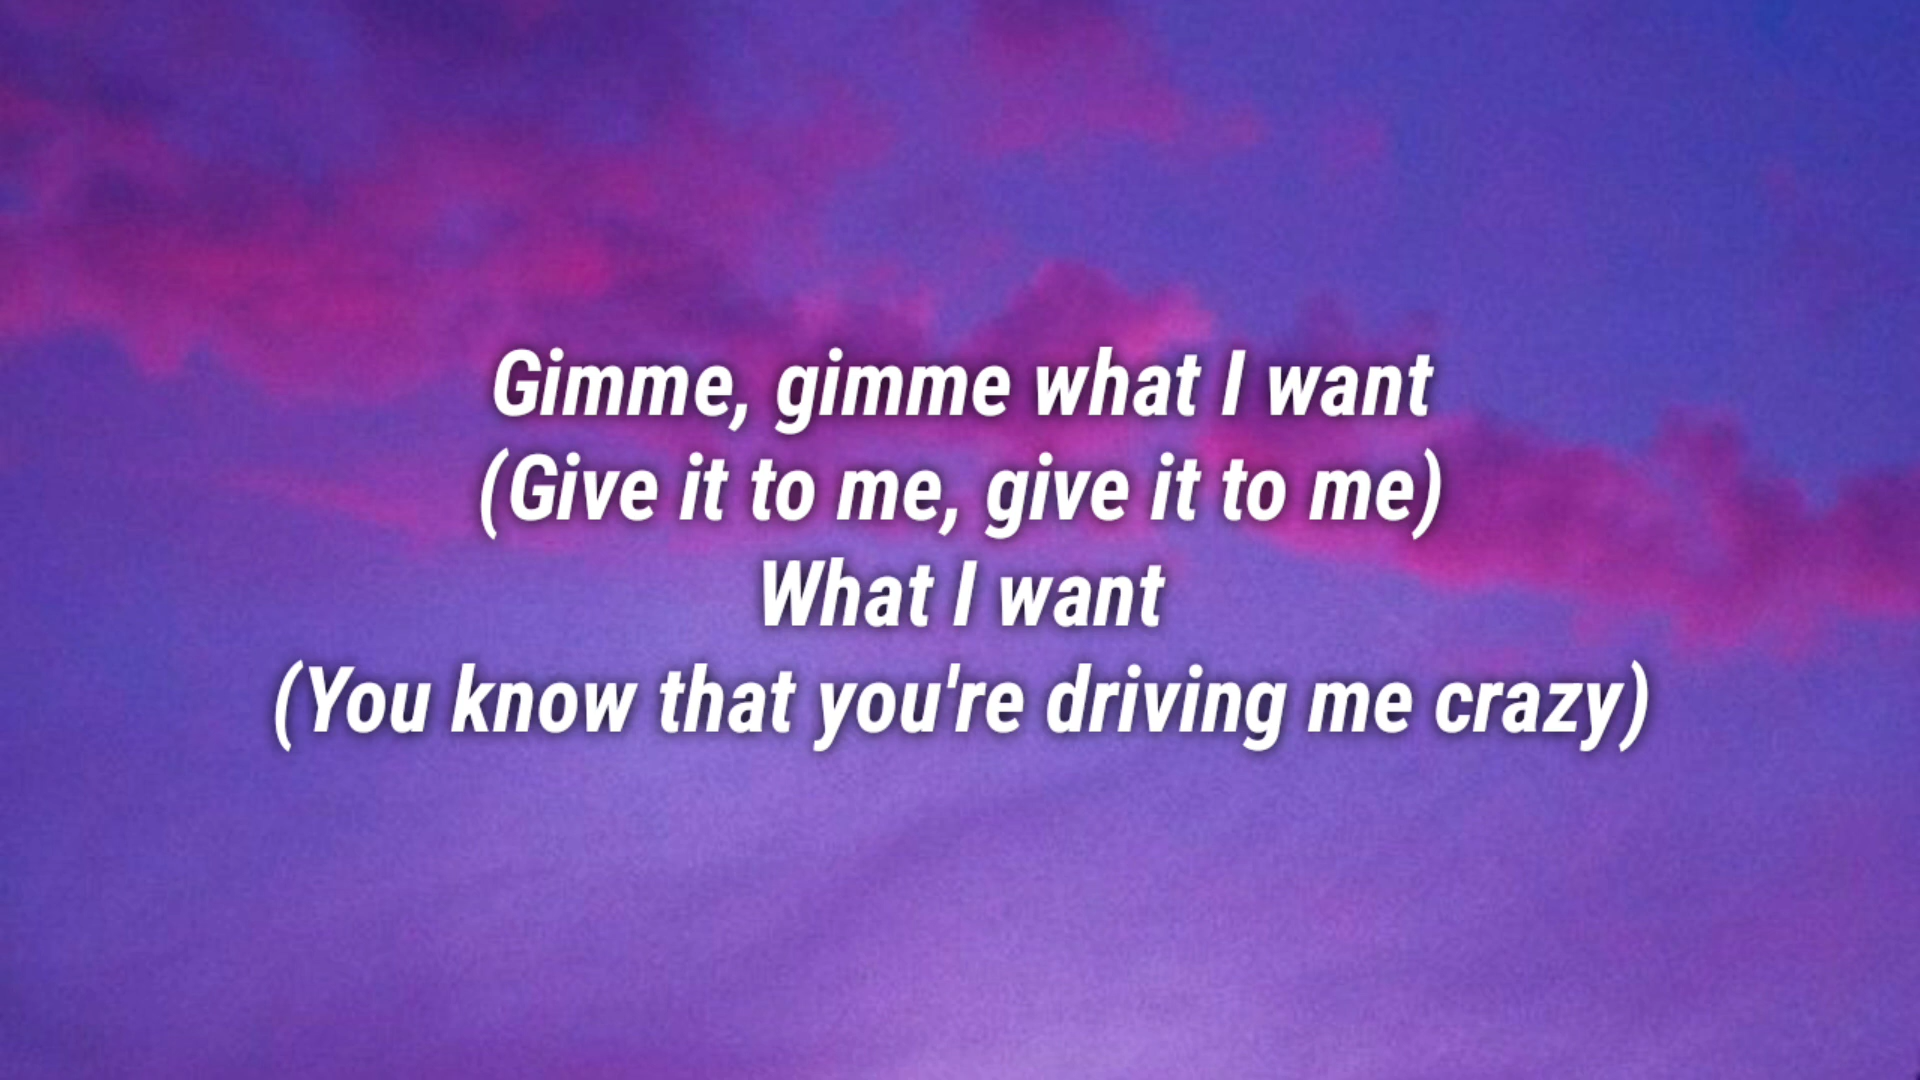 Gimme, gimme what I want
(Give it to me, give it to me)
What I want
(You know that you're driving me crazy)